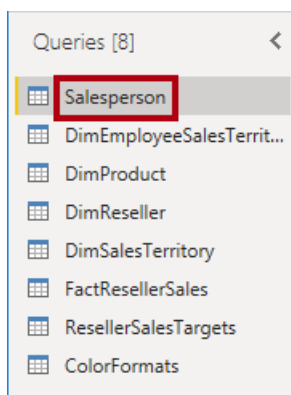 Queries [8]
Salesperson
DimEmployeeSalesTerrit...
DimProduct
DimReseller
DimSalesTerritory
FactResellerSales
ResellerSalesTargets
ColorFormats